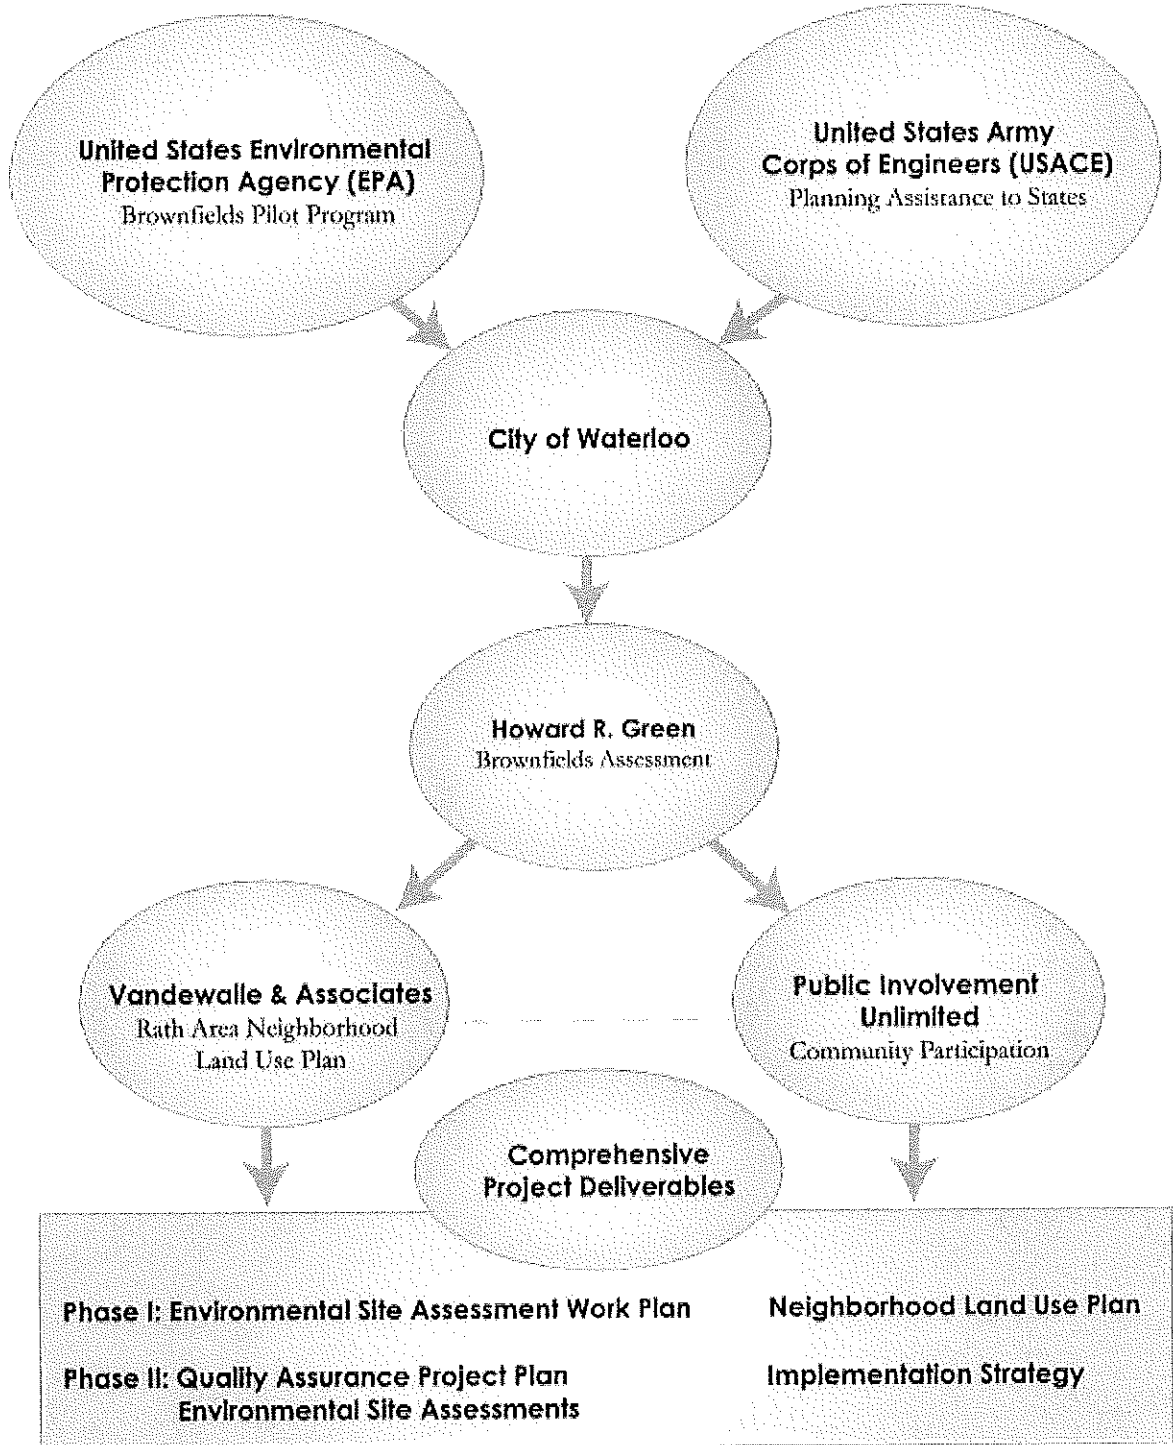 United States Environmental
Protection Agency (EPA)
Brownfields Pilot Program
United States Army
Corps of Engineers (USACE)
Planning Assistance to States
City of Waterloo
Howard R. Green
Brownfields Assessment
Vandewalle & Associates
Rath Area Neighborhood
Land Use Plan
Public Involvement
Unlimited
Community Participation
Comprehensive
Project Deliverables
Phase I: Environmental Site Assessment Work Plan
Phase II: Quality Assurance Project Plan
Environmental Site Assessments
Neighborhood Land Use Plan
Implementation Strategy